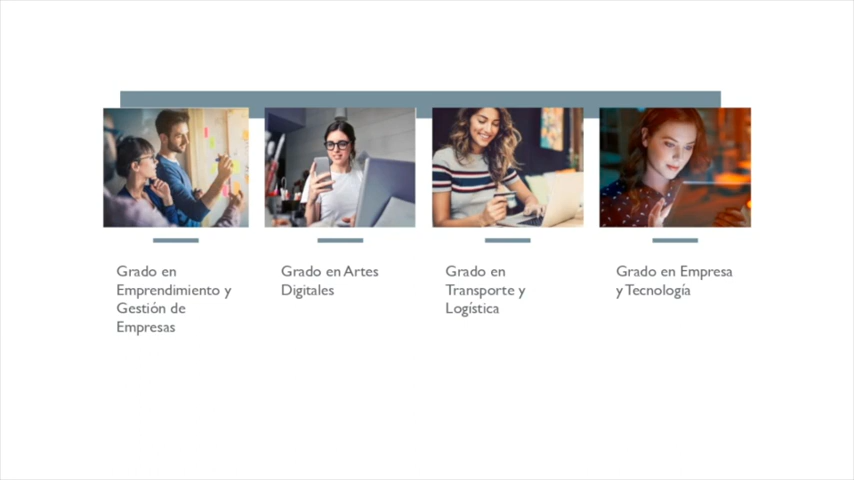 Grado en
Emprendimiento y
Gestión de
Empresas
Grado en Artes
Digitales
Grado en
Transporte y
Logística
Grado en Empresa
y Tecnología